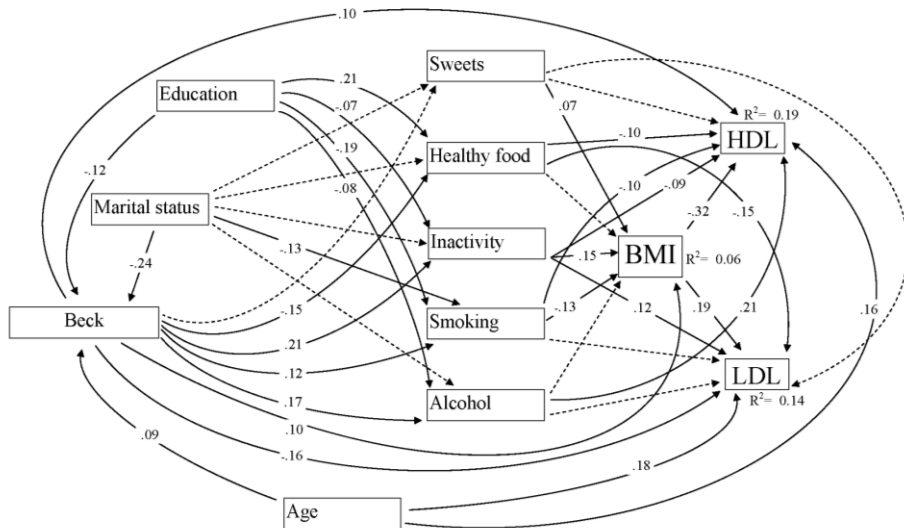 .10
Sweets
Education
.21
-.07
-.19
-.08
.07
R²= 0.19
HDL
-.10
-.12
Healthy food
-.10
-.09
Marital status
-.13
-.24
Inactivity
-.32
-.15
.15
BMI
R²= 0.06
Beck
-.15
.21
.12
.17
.10
-.16
Smoking
-.13
.12
.19
.21
.16
LDL
R²= 0.14
Alcohol
.09
.18
Age